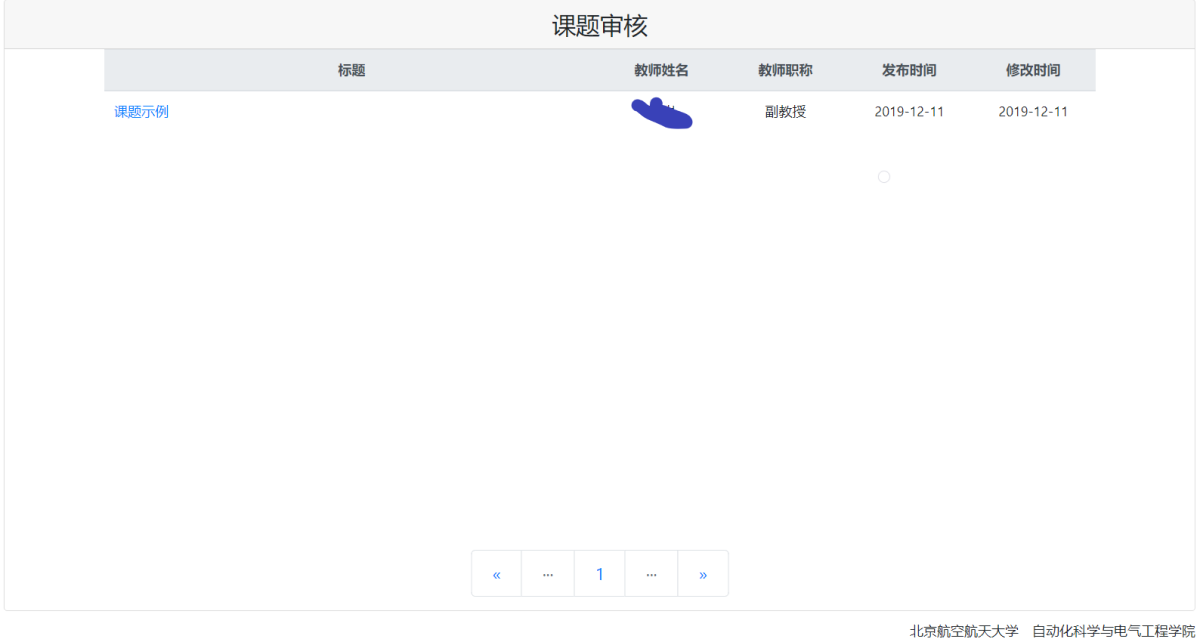 课题审核
标题 教师姓名 教师职称 发布时间 修改时间
课题示例 副教授 2019-12-11 2019-12-11
« ... 1 ... »
北京航空航天大学 自动化科学与电气工程学院